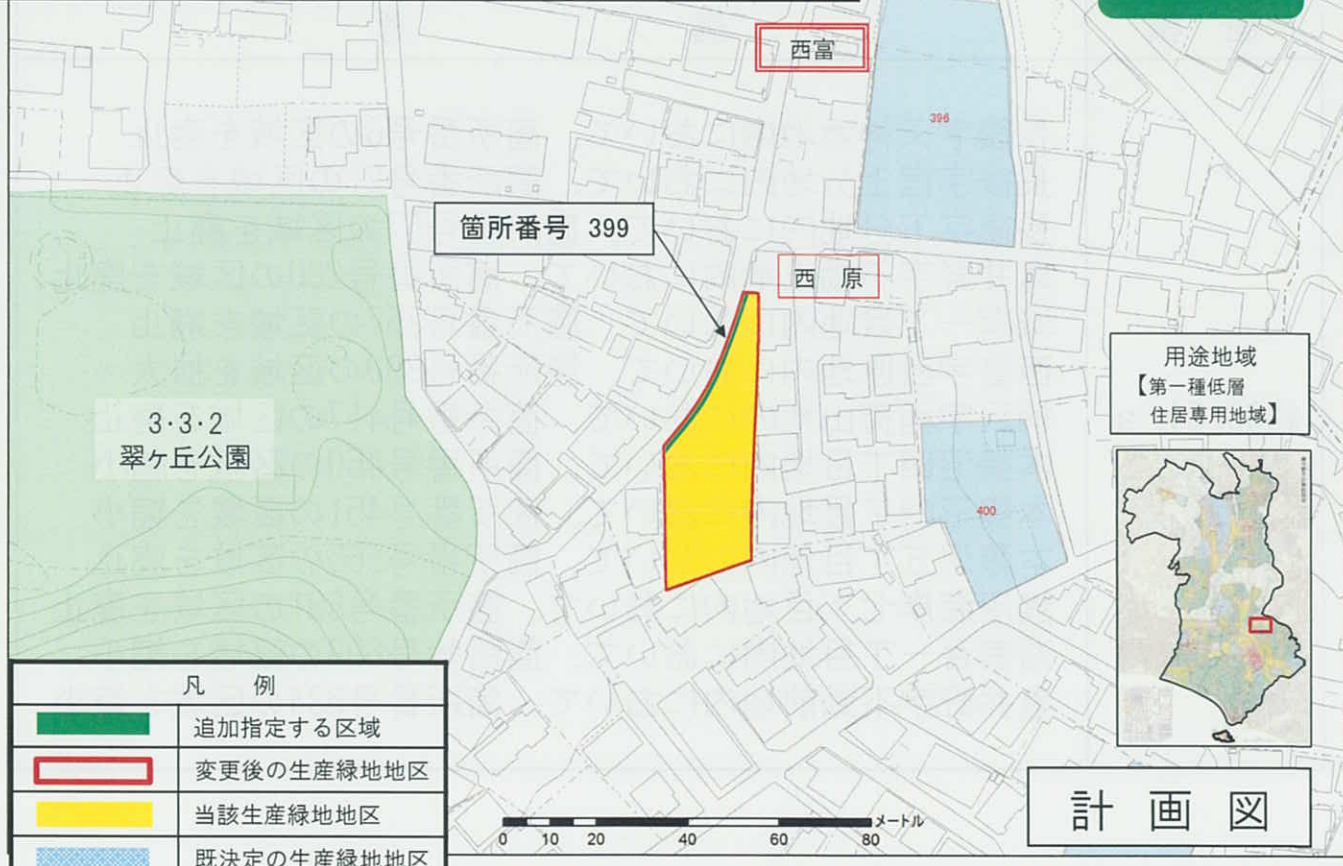 西富
396
箇所番号 399
西 原
用途地域
【第一種低層
住居専用地域】
3・3・2
翠ヶ丘公園
400
凡 例
追加指定する区域
変更後の生産緑地地区
当該生産緑地地区
既決定の生産緑地地区
0 10 20 40 60 80 メートル
計 画 図